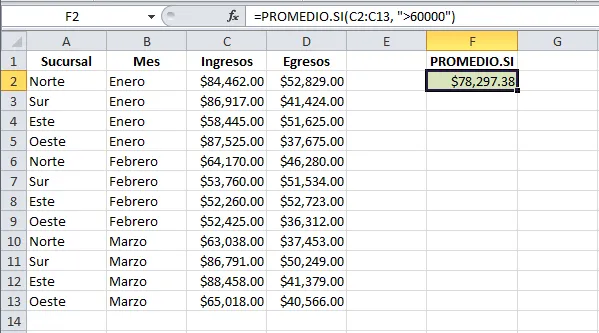 F2 fx =PROMEDIO.SI(C2:C13, ">60000")
A B C D E F G
1 Sucursal Mes Ingresos Egresos PROMEDIO.SI
2 Norte Enero $84,462.00 $52,829.00 $78,297.38
3 Sur Enero $86,917.00 $41,424.00
4 Este Enero $58,445.00 $51,625.00
5 Oeste Enero $87,525.00 $37,675.00
6 Norte Febrero $64,170.00 $46,280.00
7 Sur Febrero $53,760.00 $51,534.00
8 Este Febrero $52,260.00 $52,723.00
9 Oeste Febrero $52,425.00 $36,312.00
10 Norte Marzo $63,038.00 $37,453.00
11 Sur Marzo $86,791.00 $50,249.00
12 Este Marzo $88,458.00 $41,379.00
13 Oeste Marzo $65,018.00 $40,566.00
14